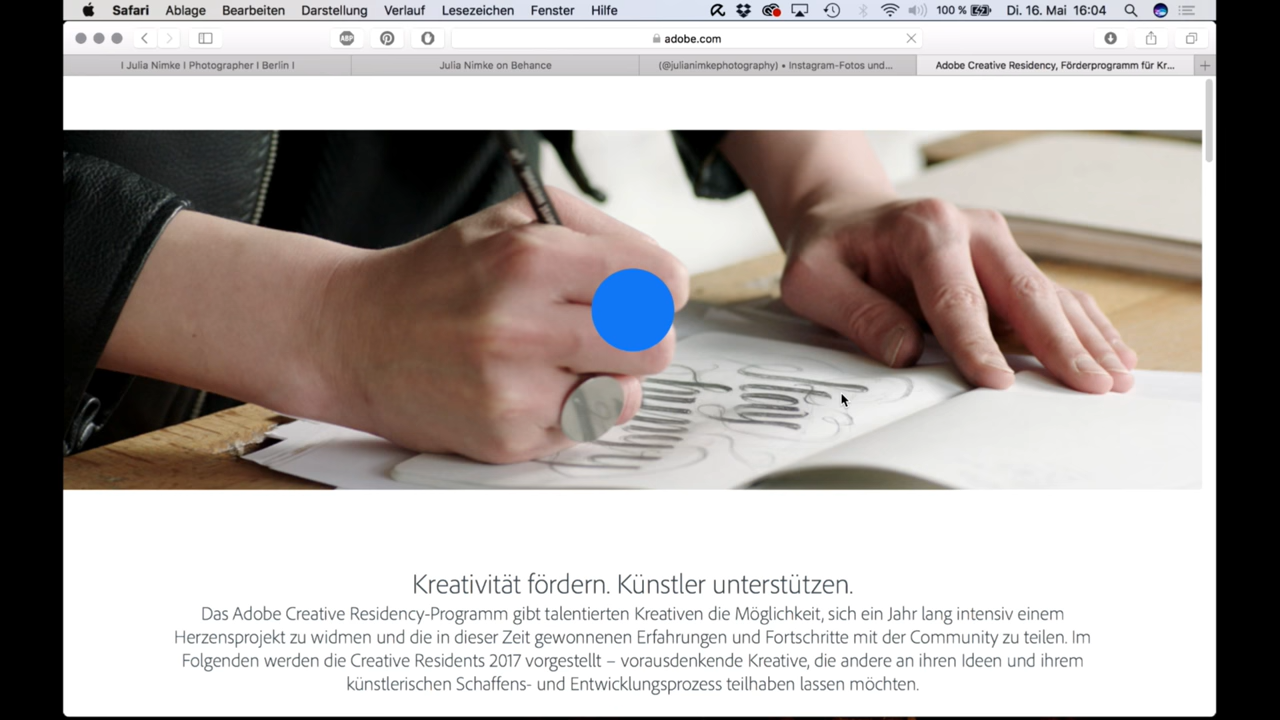 Safari Ablage Bearbeiten Darstellung Verlauf Lesezeichen Fenster Hilfe 100 % Di. 16. Mai 16:04
ABP adobe.com
I Julia Nimke I Photographer I Berlin I Julia Nimke on Behance (@julianimkephotography) • Instagram-Fotos und... Adobe Creative Residency, Förderprogramm für Kr...
Kreativität fördern. Künstler unterstützen.
Das Adobe Creative Residency-Programm gibt talentierten Kreativen die Möglichkeit, sich ein Jahr lang intensiv einem
Herzensprojekt zu widmen und die in dieser Zeit gewonnenen Erfahrungen und Fortschritte mit der Community zu teilen. Im
Folgenden werden die Creative Residents 2017 vorgestellt – vorausdenkende Kreative, die andere an ihren Ideen und ihrem
künstlerischen Schaffens- und Entwicklungsprozess teilhaben lassen möchten.